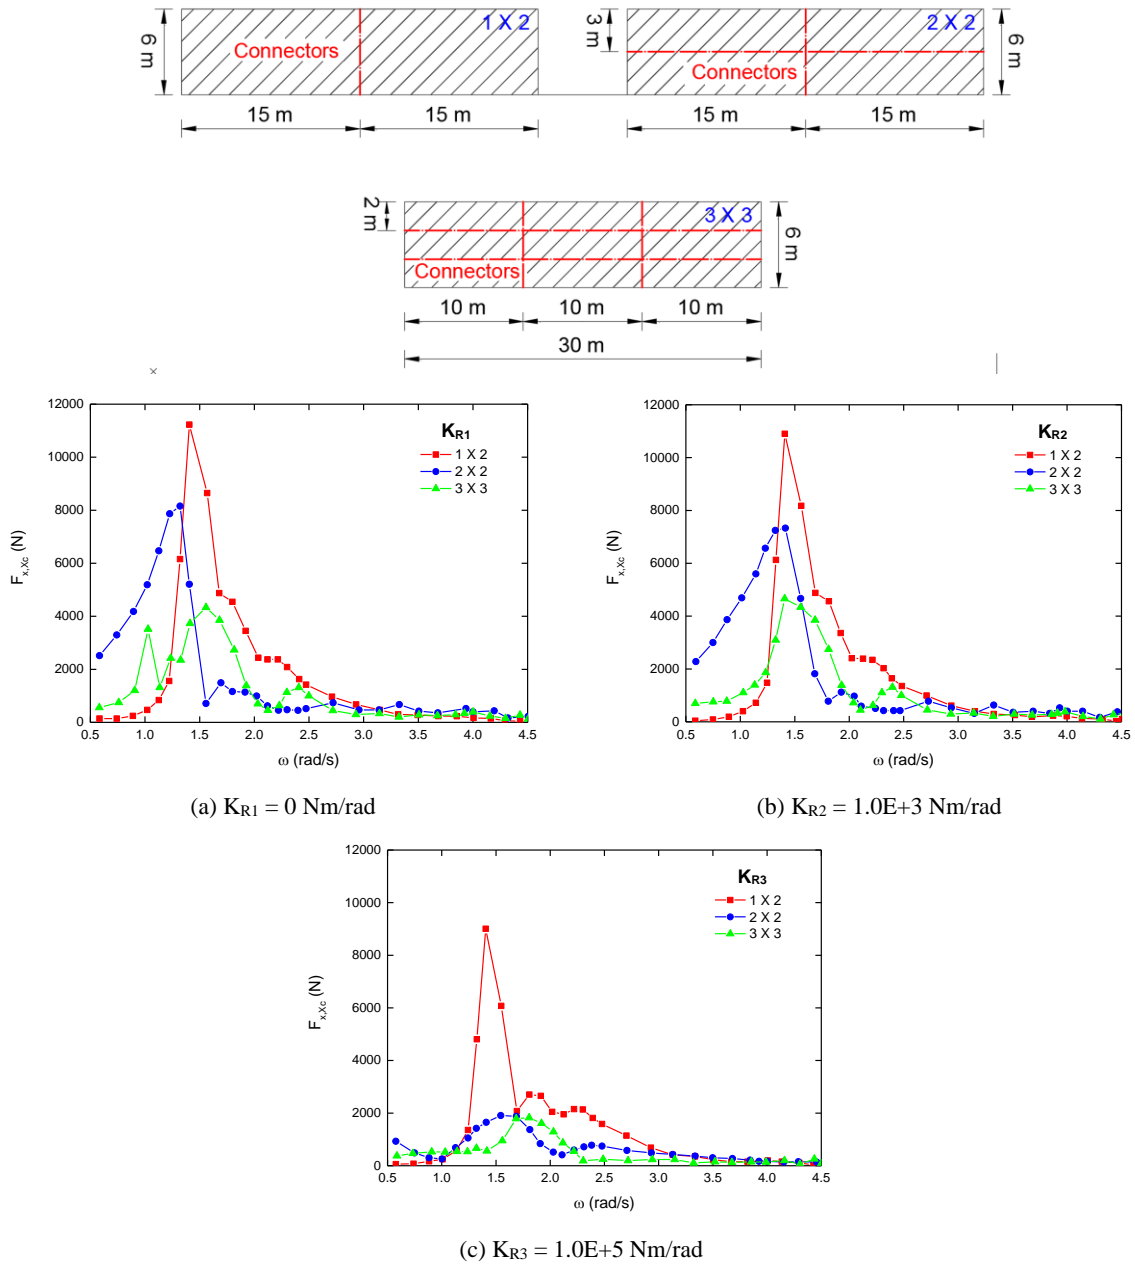 1 X 2
6 m
Connectors
15 m
15 m
2 X 2
3 m
6 m
Connectors
15 m
15 m
3 X 3
2 m
6 m
Connectors
10 m
10 m
10 m
30 m
x
12000
10000
8000
6000
4000
2000
0
F x,Xc (N)
K R1
1 X 2
2 X 2
3 X 3
0.5 1.0 1.5 2.0 2.5 3.0 3.5 4.0 4.5
ω (rad/s)
(a) K R1 = 0 Nm/rad
12000
10000
8000
6000
4000
2000
0
F x,Xc (N)
K R2
1 X 2
2 X 2
3 X 3
0.5 1.0 1.5 2.0 2.5 3.0 3.5 4.0 4.5
ω (rad/s)
(b) K R2 = 1.0E+3 Nm/rad
12000
10000
8000
6000
4000
2000
0
F x,Xc (N)
K R3
1 X 2
2 X 2
3 X 3
0.5 1.0 1.5 2.0 2.5 3.0 3.5 4.0 4.5
ω (rad/s)
(c) K R3 = 1.0E+5 Nm/rad